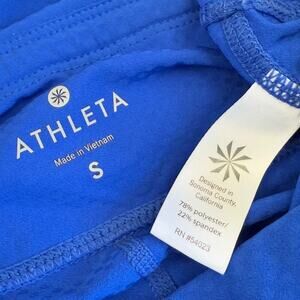 ATHLETA
Made in Vietnam
S
Designed in
Sonoma County,
California
78% polyester/
22% spandex
RN #54023